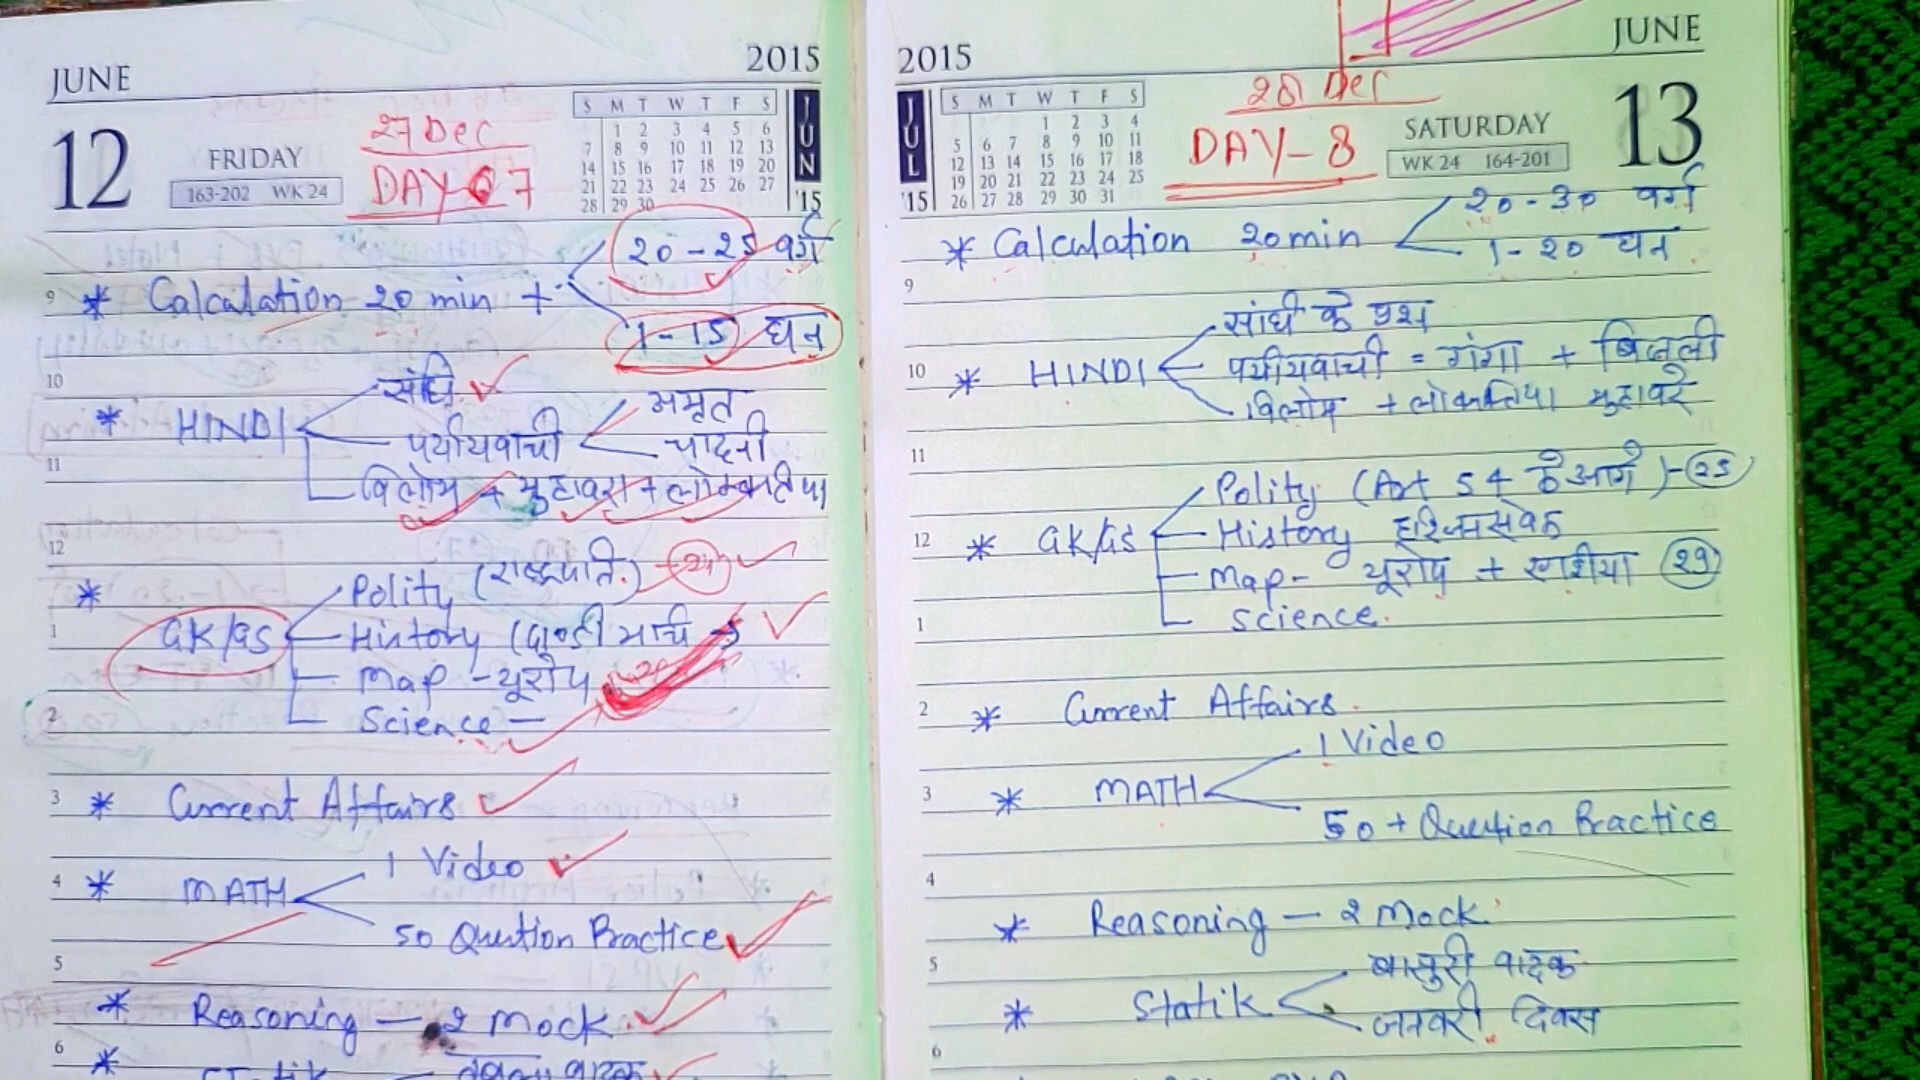 JUNE 2015
12 FRIDAY
163-202 WK 24
27 Dec
DAY 07
S M T W T F S
1 2 3 4 5 6
7 8 9 10 11 12 13
14 15 16 17 18 19 20
21 22 23 24 25 26 27
28 29 30
JUN '15
20 - 25 वर्ग
9 * Calculation 20 min +
1 - 15 घन
10
संधि
* HINDI
अमृत
पर्यायवाची
चादनी
11
विलोम + मुहावरा +
12
* GK/GS
Polity (राष्ट्रपति)
1
History (दाण्डी
Map - यूरोप
2
Science -
3 * Current Affairs
1 Video
4 * MATH
50 Question Practice
5
* Reasoning - 2 Mock
6 *
2015 JUNE
JUL '15
S M T W T F S
1 2 3 4
5 6 7 8 9 10 11
12 13 14 15 16 17 18
19 20 21 22 23 24 25
26 27 28 29 30 31
28 Dec
DAY-8
SATURDAY 13
WK 24 164-201
20-30 वर्ग
* Calculation 20 min
1-20 घन
9
संधि के
10 * HINDI
पर्यायवाची = गंगा + बिजली
विलोम + मुहावरे
11
Polity (Art 54 के आगे) - 25
12 * GK/GS
History
Map - यूरोप + एशिया 29
1
Science.
2 * Current Affairs.
1 Video
3 * MATH
50 + Question Practice
4
* Reasoning - 2 Mock
5
बासुरी वादक
* Statik
जनवरी दिवस
6